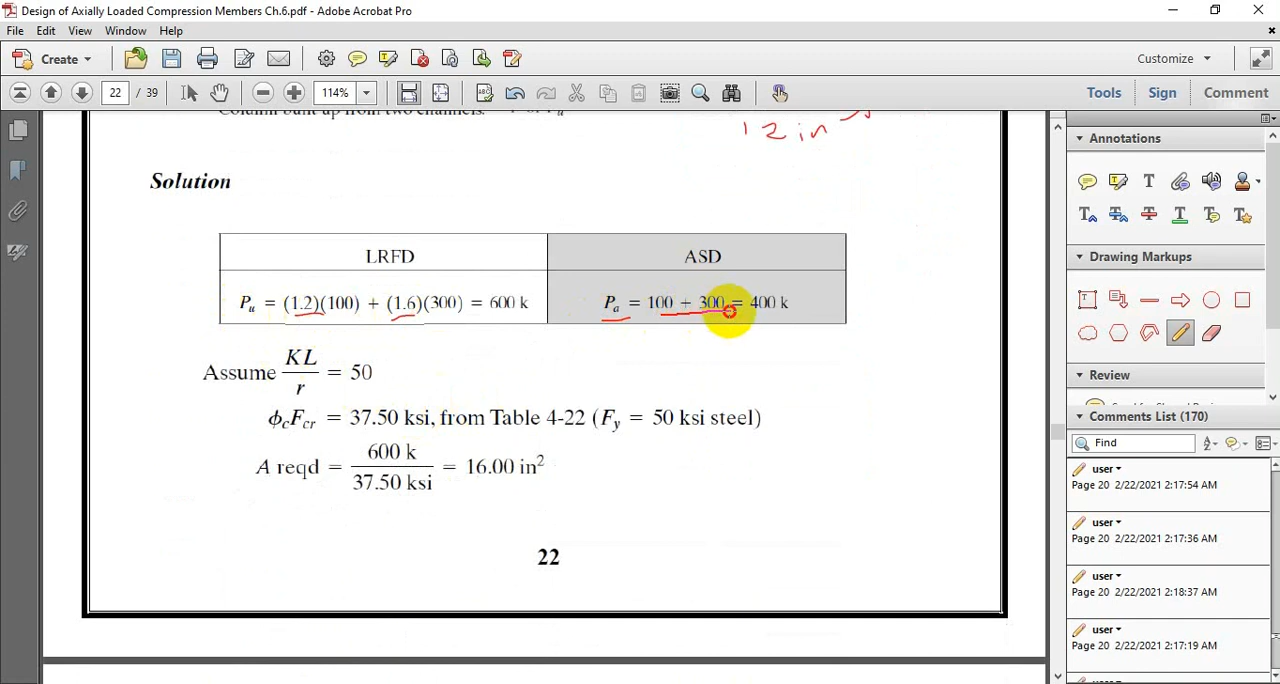 Design of Axially Loaded Compression Members Ch.6.pdf - Adobe Acrobat Pro
File Edit View Window Help
Create
Customize
22 / 39
114%
Tools Sign Comment
Column built up from two channels.
12 in
Solution
LRFD ASD
Pu = (1.2)(100) + (1.6)(300) = 600 k Pa = 100 + 300 = 400 k
Assume KL/r = 50
ϕcFcr = 37.50 ksi, from Table 4-22 (Fy = 50 ksi steel)
A reqd = 600 k / 37.50 ksi = 16.00 in²
22
Annotations
Drawing Markups
Review
Comments List (170)
Find
user
Page 20 2/22/2021 2:17:54 AM
user
Page 20 2/22/2021 2:17:36 AM
user
Page 20 2/22/2021 2:18:37 AM
user
Page 20 2/22/2021 2:17:19 AM